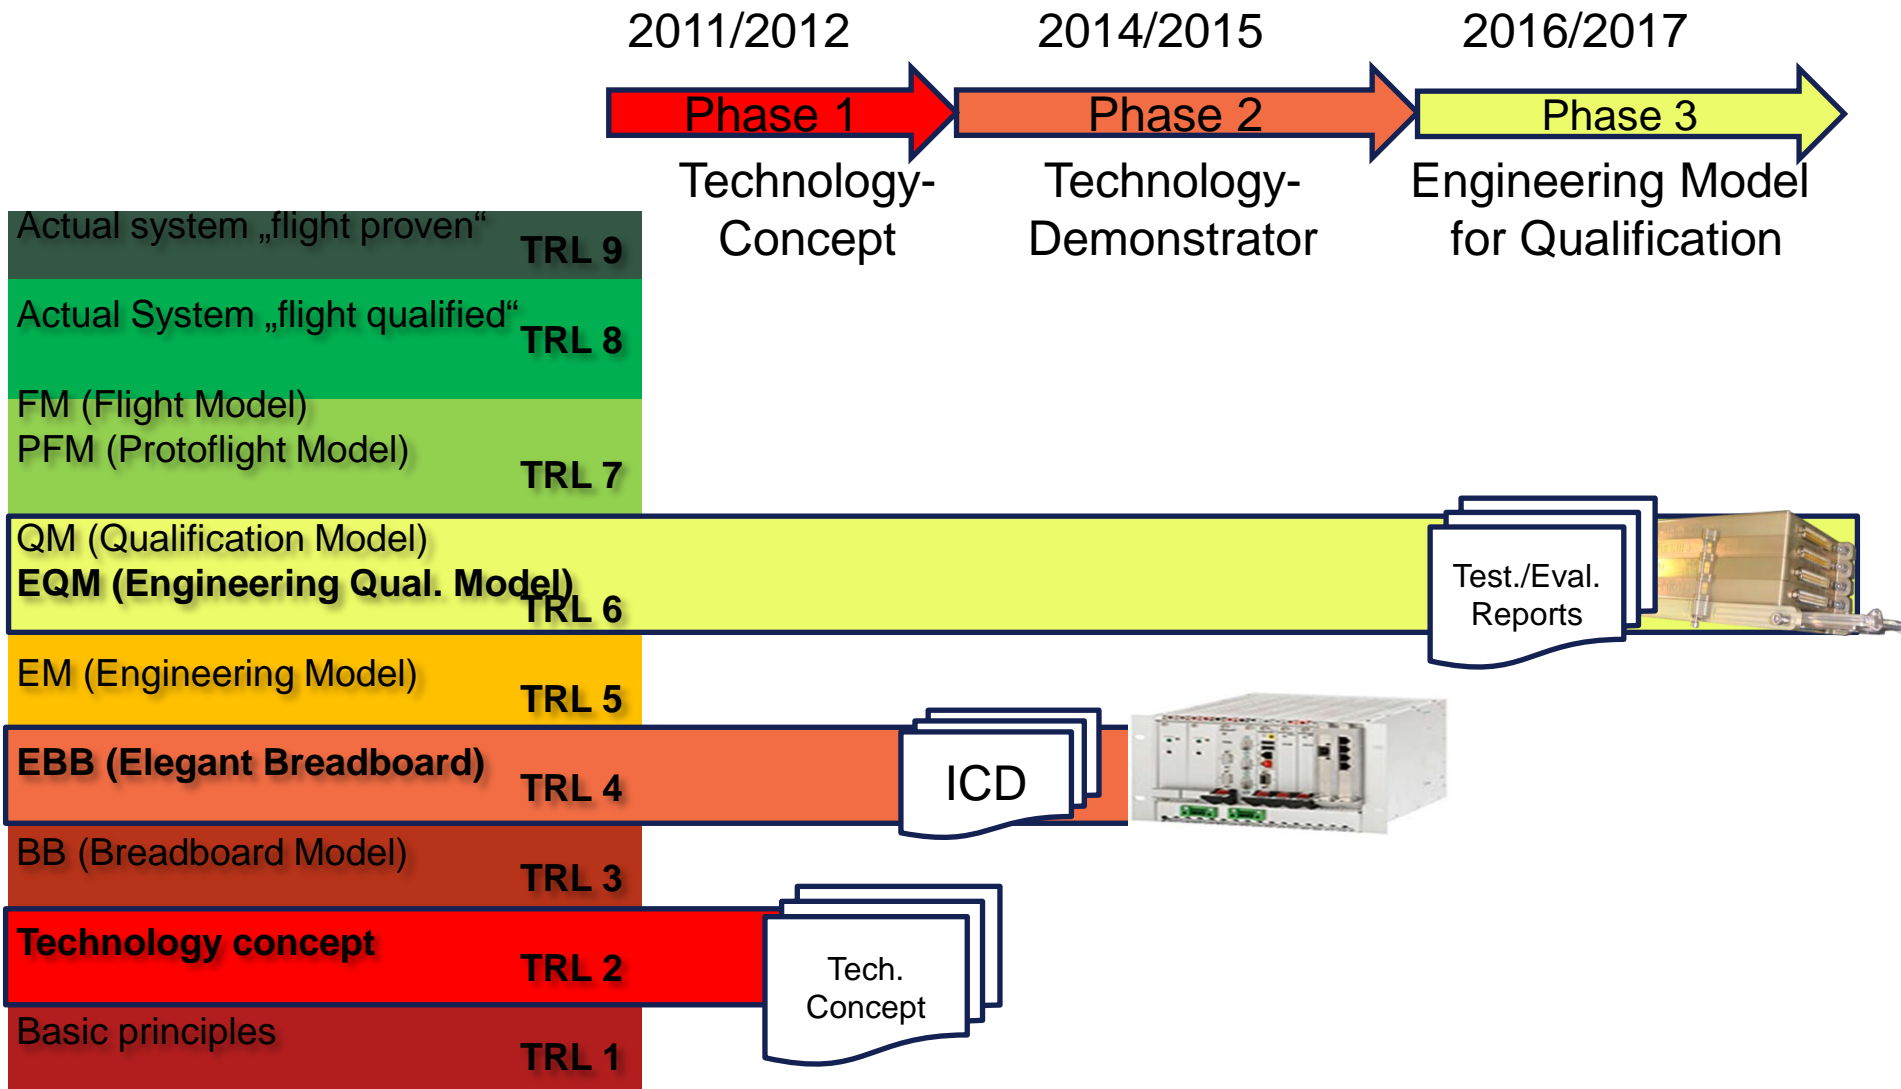 2011/2012
2014/2015
2016/2017
Phase 1
Phase 2
Phase 3
Technology-
Concept
Technology-
Demonstrator
Engineering Model
for Qualification
Actual system „flight proven“
TRL 9
Actual System „flight qualified“
TRL 8
FM (Flight Model)
PFM (Protoflight Model)
TRL 7
QM (Qualification Model)
EQM (Engineering Qual. Model)
TRL 6
Test./Eval.
Reports
EM (Engineering Model)
TRL 5
EBB (Elegant Breadboard)
TRL 4
ICD
BB (Breadboard Model)
TRL 3
Technology concept
TRL 2
Tech.
Concept
Basic principles
TRL 1